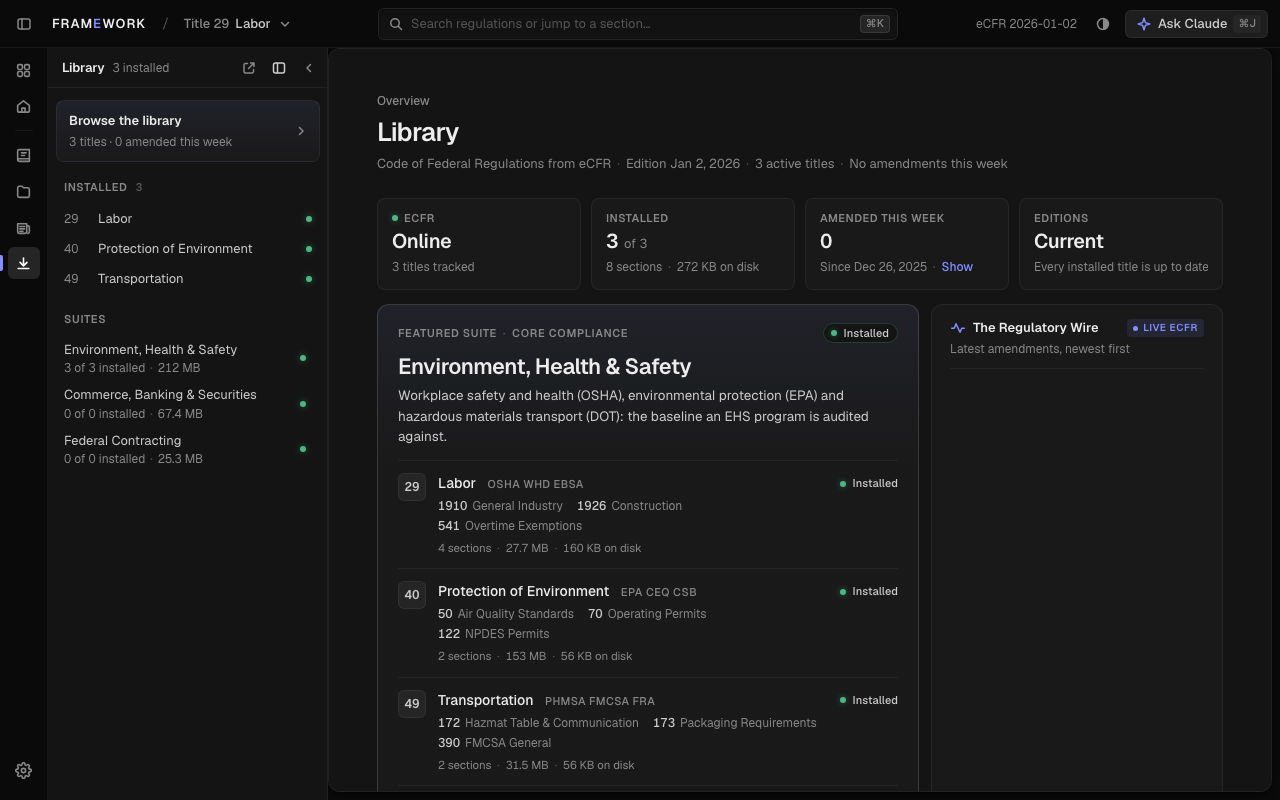 FRAMEWORK / Title 29 Labor
Search regulations or jump to a section… ⌘K
eCFR 2026-01-02
Ask Claude ⌘J
Library 3 installed
Browse the library
3 titles · 0 amended this week
INSTALLED 3
29 Labor
40 Protection of Environment
49 Transportation
SUITES
Environment, Health & Safety
3 of 3 installed · 212 MB
Commerce, Banking & Securities
0 of 0 installed · 67.4 MB
Federal Contracting
0 of 0 installed · 25.3 MB
Overview
Library
Code of Federal Regulations from eCFR · Edition Jan 2, 2026 · 3 active titles · No amendments this week
ECFR
Online
3 titles tracked
INSTALLED
3 of 3
8 sections · 272 KB on disk
AMENDED THIS WEEK
0
Since Dec 26, 2025 · Show
EDITIONS
Current
Every installed title is up to date
FEATURED SUITE · CORE COMPLIANCE
Installed
Environment, Health & Safety
Workplace safety and health (OSHA), environmental protection (EPA) and
hazardous materials transport (DOT): the baseline an EHS program is audited
against.
29 Labor OSHA WHD EBSA Installed
1910 General Industry 1926 Construction
541 Overtime Exemptions
4 sections · 27.7 MB · 160 KB on disk
40 Protection of Environment EPA CEQ CSB Installed
50 Air Quality Standards 70 Operating Permits
122 NPDES Permits
2 sections · 153 MB · 56 KB on disk
49 Transportation PHMSA FMCSA FRA Installed
172 Hazmat Table & Communication 173 Packaging Requirements
390 FMCSA General
2 sections · 31.5 MB · 56 KB on disk
The Regulatory Wire
LIVE ECFR
Latest amendments, newest first